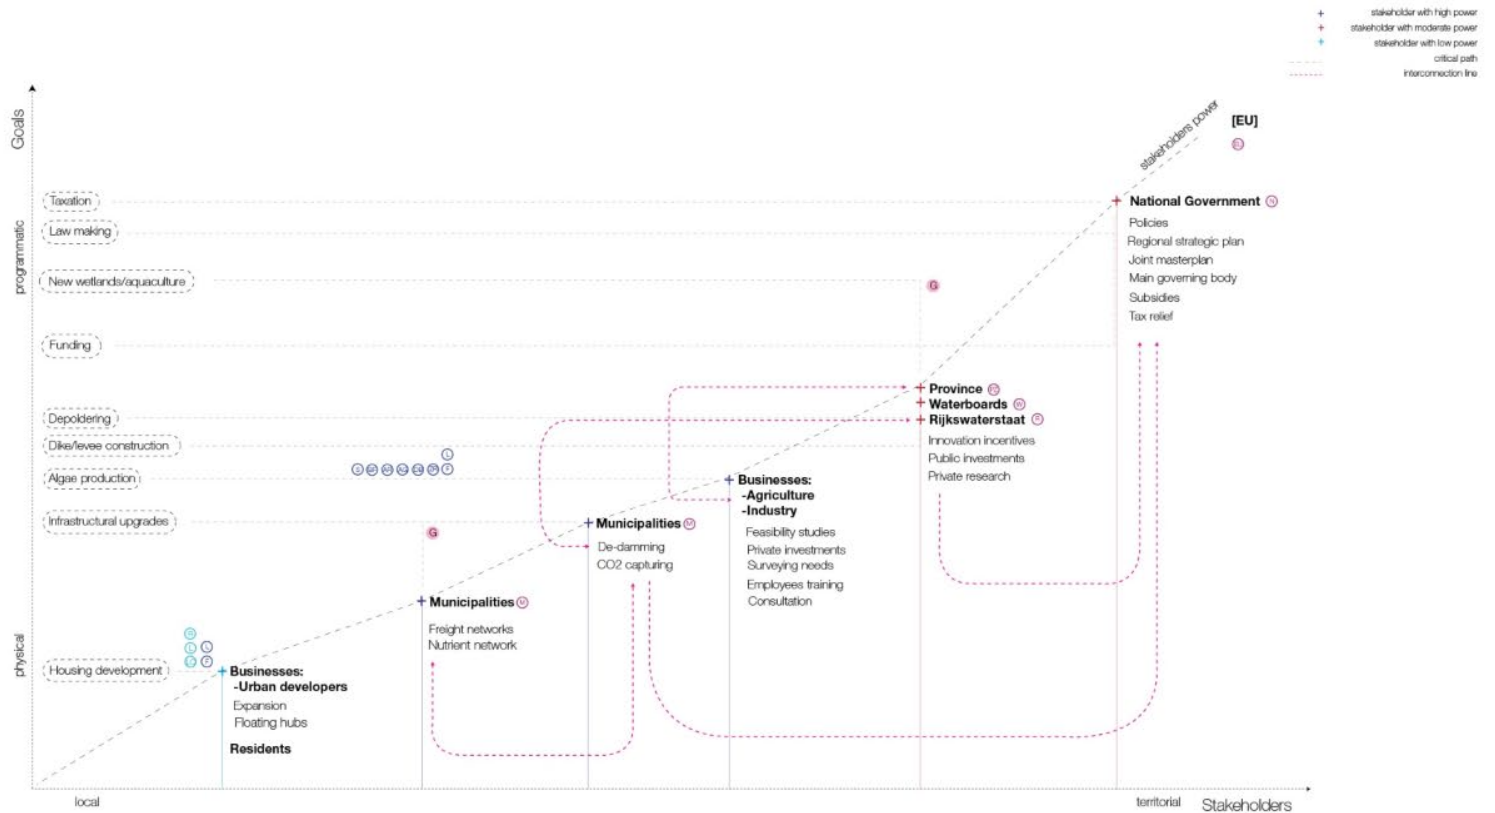 stakeholder with high power
stakeholder with moderate power
stakeholder with low power
critical path
interconnection line
Goals
programmatic
physical
Taxation
Law making
New wetlands/aquaculture
Funding
Depoldering
Dike/levee construction
Algae production
Infrastructural upgrades
Housing development
stakeholders power
[EU]
National Government N
Policies
Regional strategic plan
Joint masterplan
Main governing body
Subsidies
Tax relief
G
Province
Waterboards W
Rijkswaterstaat R
Innovation incentives
Public investments
Private research
L
S AR AG F
Businesses:
-Agriculture
-Industry
Feasibility studies
Private investments
Surveying needs
Employees training
Consultation
Municipalities M
De-damming
CO2 capturing
G
Municipalities M
Freight networks
Nutrient network
R
L L
F
Businesses:
-Urban developers
Expansion
Floating hubs
Residents
local
territorial
Stakeholders